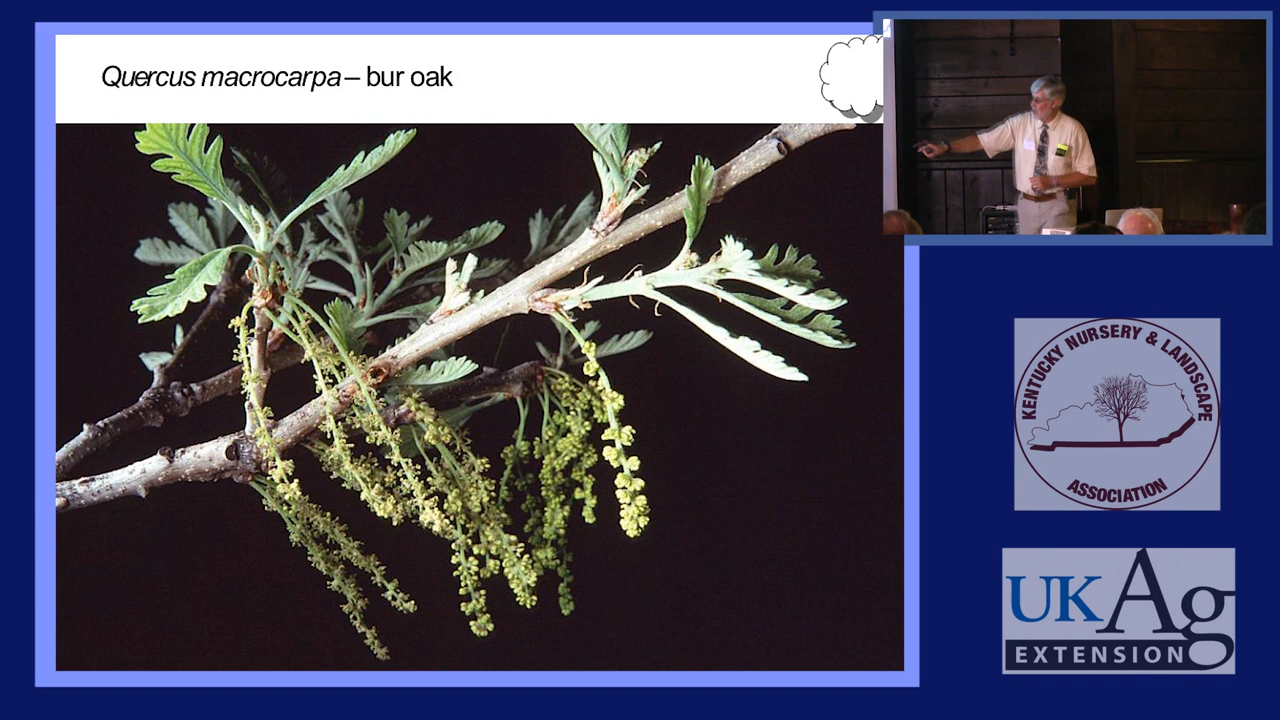 Quercus macrocarpa – bur oak
KENTUCKY NURSERY & LANDSCAPE
ASSOCIATION
UKAg
EXTENSION